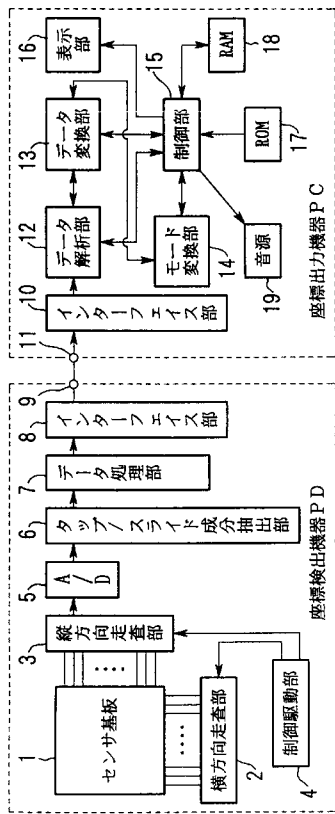 1
センサ基板
横方向走査部
2
縦方向走査部
3
制御駆動部
4
5
A/D
6
タップ/スライド成分抽出部
7
データ処理部
8
インターフェイス部
9
座標検出機器PD
11
10
インターフェイス部
12
データ解析部
13
データ変換部
16
表示部
モード変換部
14
15
制御部
RAM
18
ROM
17
音源
19
座標出力機器PC